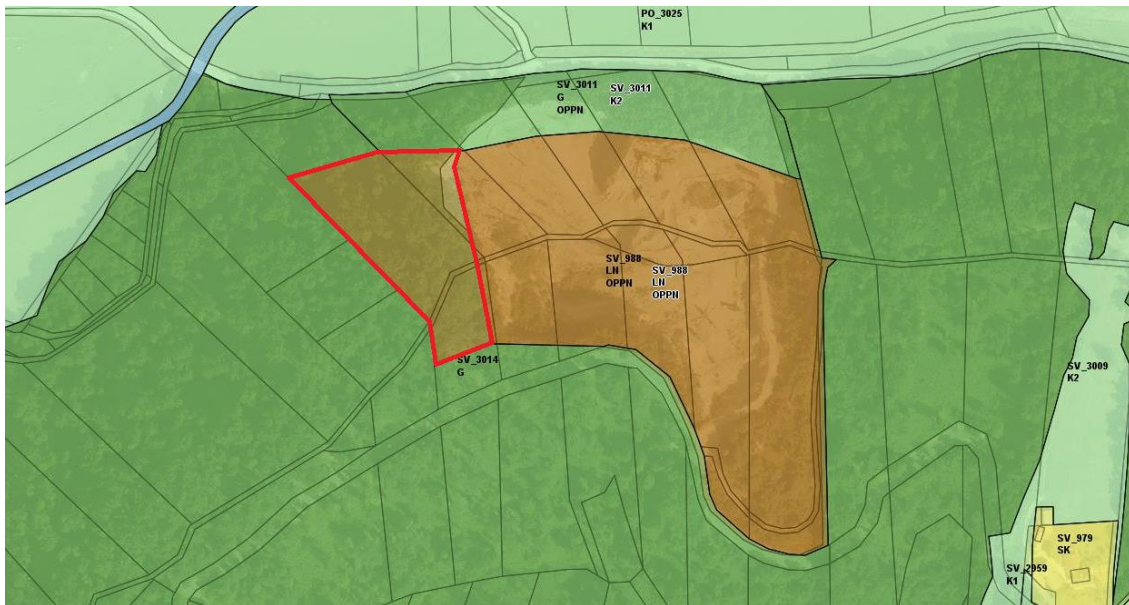 PO_3025
K1
SV_3011
G
OPPN
SV_3011
K2
SV_988
LN
OPPN
SV_988
LN
OPPN
SV_3014
G
SV_3009
K2
SV_979
SK
SV_2959
K1